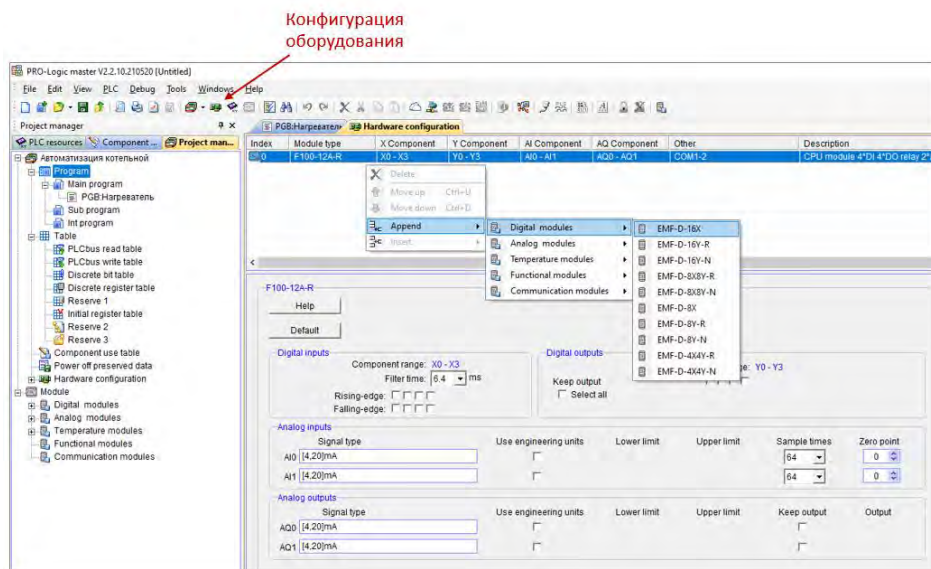 Конфигурация
оборудования
PRO-Logic master V2.2.10.210520 [Untitled]
File Edit View PLC Debug Tools Windows Help
Project manager
PGB:Нагреватель Hardware configuration
PLC resources Component ... Project man...
Index Module type X Component Y Component AI Component AQ Component Other Description
0 F100-12A-R X0 - X3 Y0 - Y3 AI0 - AI1 AQ0 - AQ1 COM1-2 CPU module 4*DI 4*DO relay 2*
Автоматизация котельной
Program
Main program
PGB:Нагреватель
Sub program
Int program
Table
PLCbus read table
PLCbus write table
Discrete bit table
Discrete register table
Reserve 1
Initial register table
Reserve 2
Reserve 3
Component use table
Power off preserved data
Hardware configuration
Module
Digital modules
Analog modules
Temperature modules
Functional modules
Communication modules
Delete
Move up Ctrl+U
Move down Ctrl+D
Append
Insert
Digital modules
Analog modules
Temperature modules
Functional modules
Communication modules
EMF-D-16X
EMF-D-16Y-R
EMF-D-16Y-N
EMF-D-8X8Y-R
EMF-D-8X8Y-N
EMF-D-8X
EMF-D-8Y-R
EMF-D-8Y-N
EMF-D-4X4Y-R
EMF-D-4X4Y-N
F100-12A-R
Help
Default
Digital inputs
Component range: X0 - X3
Filter time: 6.4 ms
Rising-edge:
Falling-edge:
Digital outputs
Y0 - Y3
Keep output
Select all
Analog inputs
Signal type Use engineering units Lower limit Upper limit Sample times Zero point
AI0 [4,20]mA 64 0
AI1 [4,20]mA 64 0
Analog outputs
Signal type Use engineering units Lower limit Upper limit Keep output Output
AQ0 [4,20]mA
AQ1 [4,20]mA